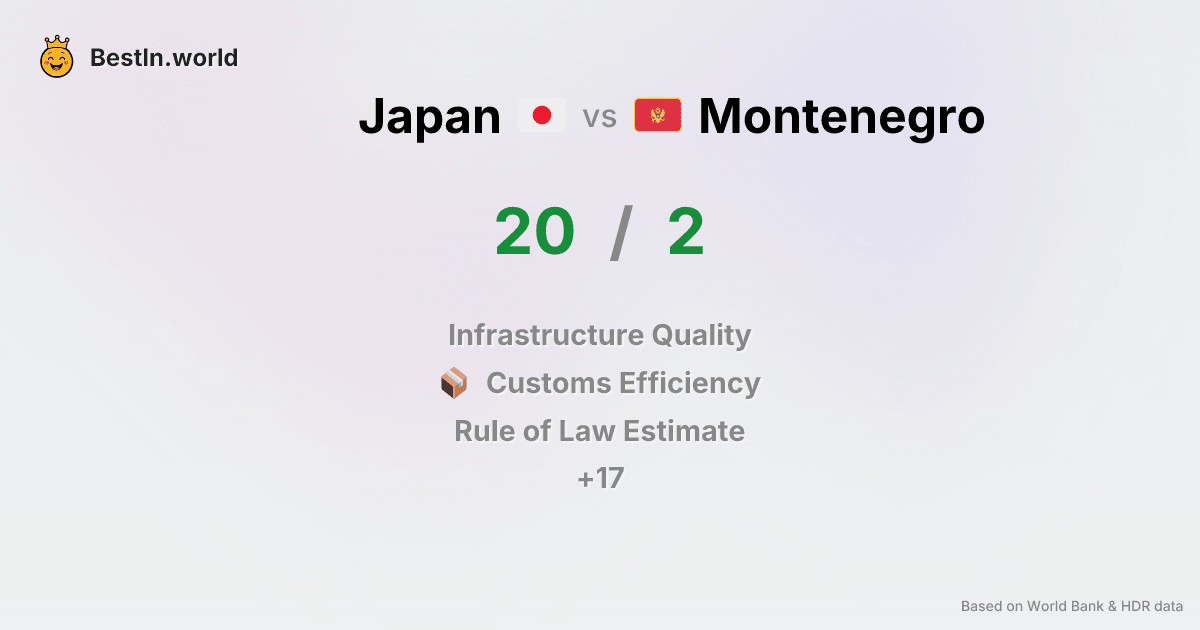 BestIn.world
Japan vs Montenegro
20 / 2
Infrastructure Quality
Customs Efficiency
Rule of Law Estimate
+17
Based on World Bank & HDR data